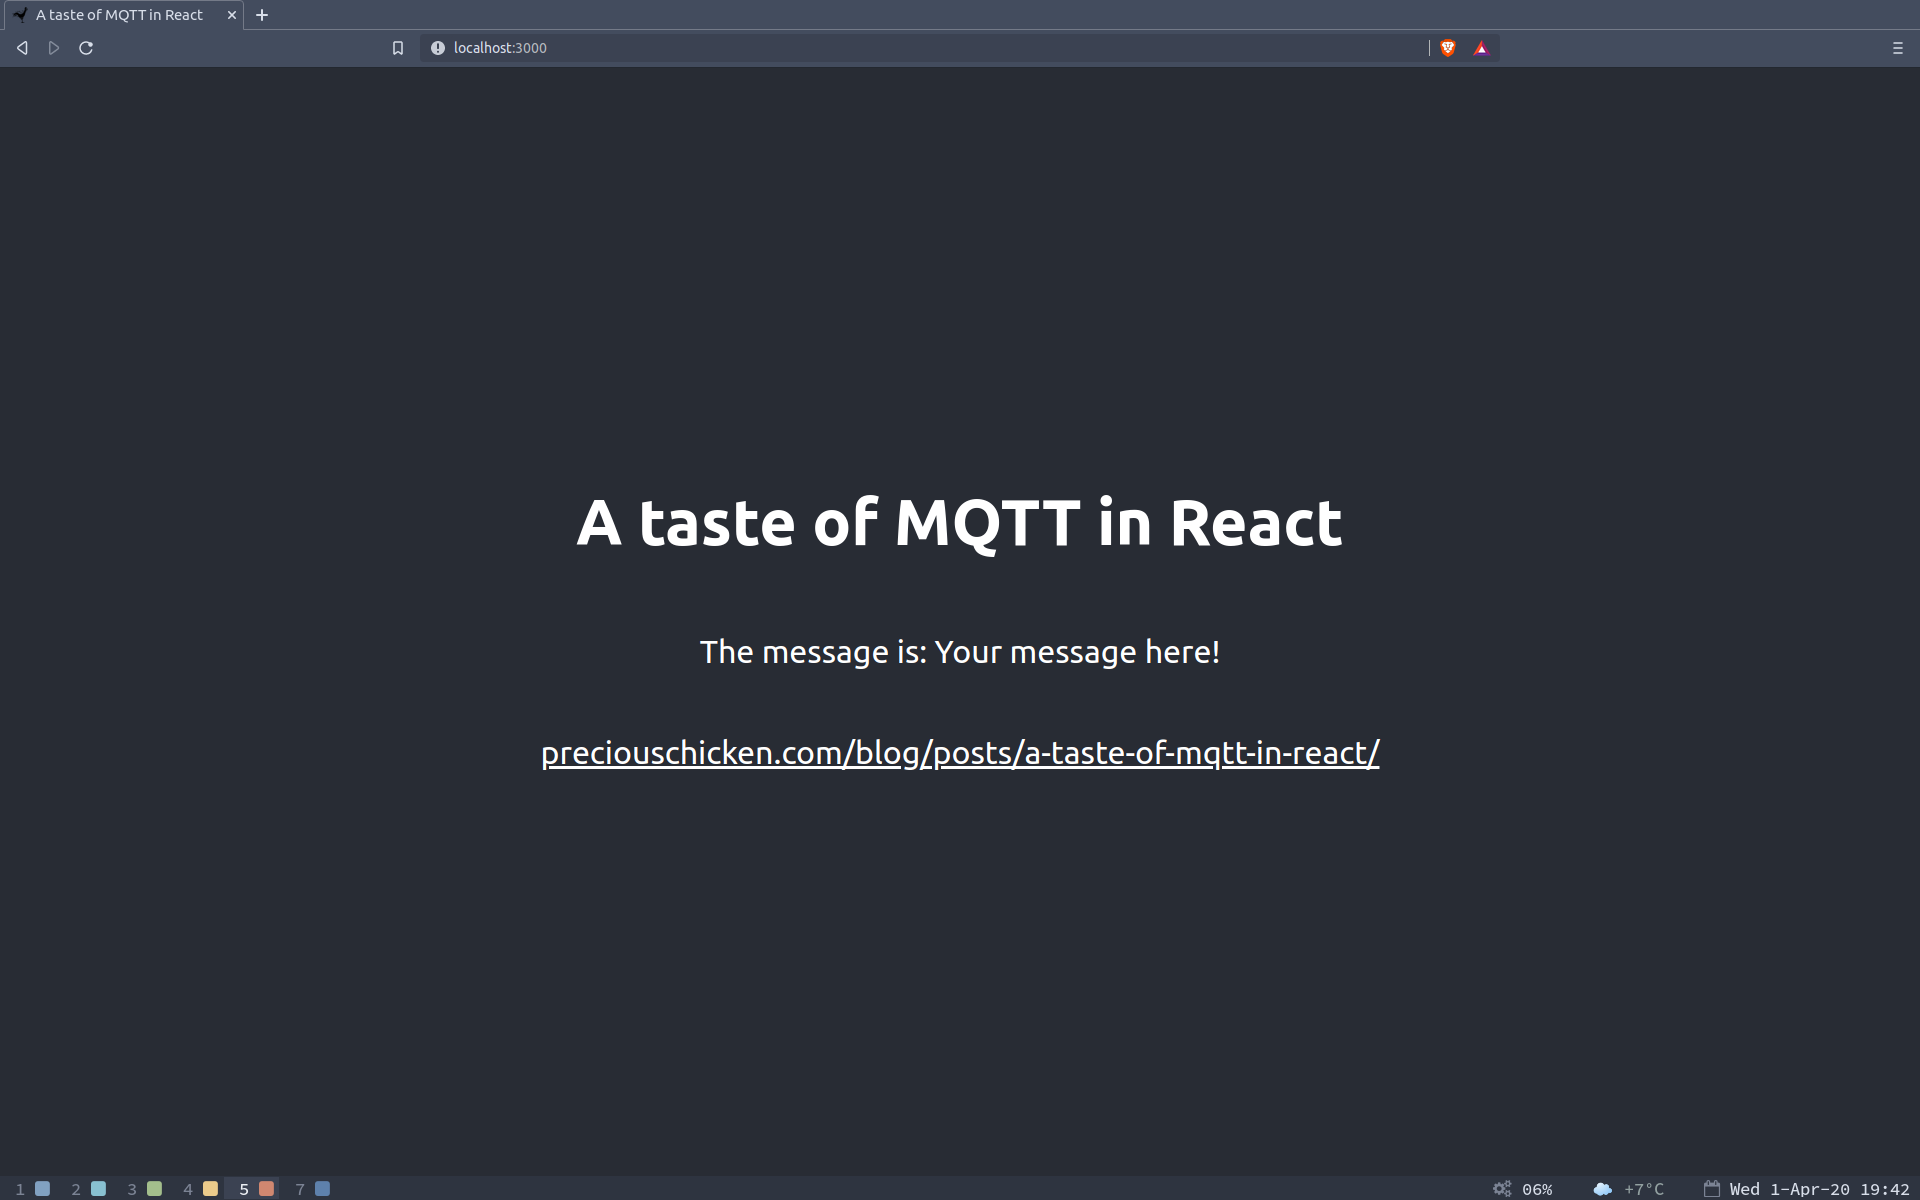 A taste of MQTT in React
localhost:3000
A taste of MQTT in React
The message is: Your message here!
preciouschicken.com/blog/posts/a-taste-of-mqtt-in-react/
1 2 3 4 5 7 06% +7°C Wed 1-Apr-20 19:42